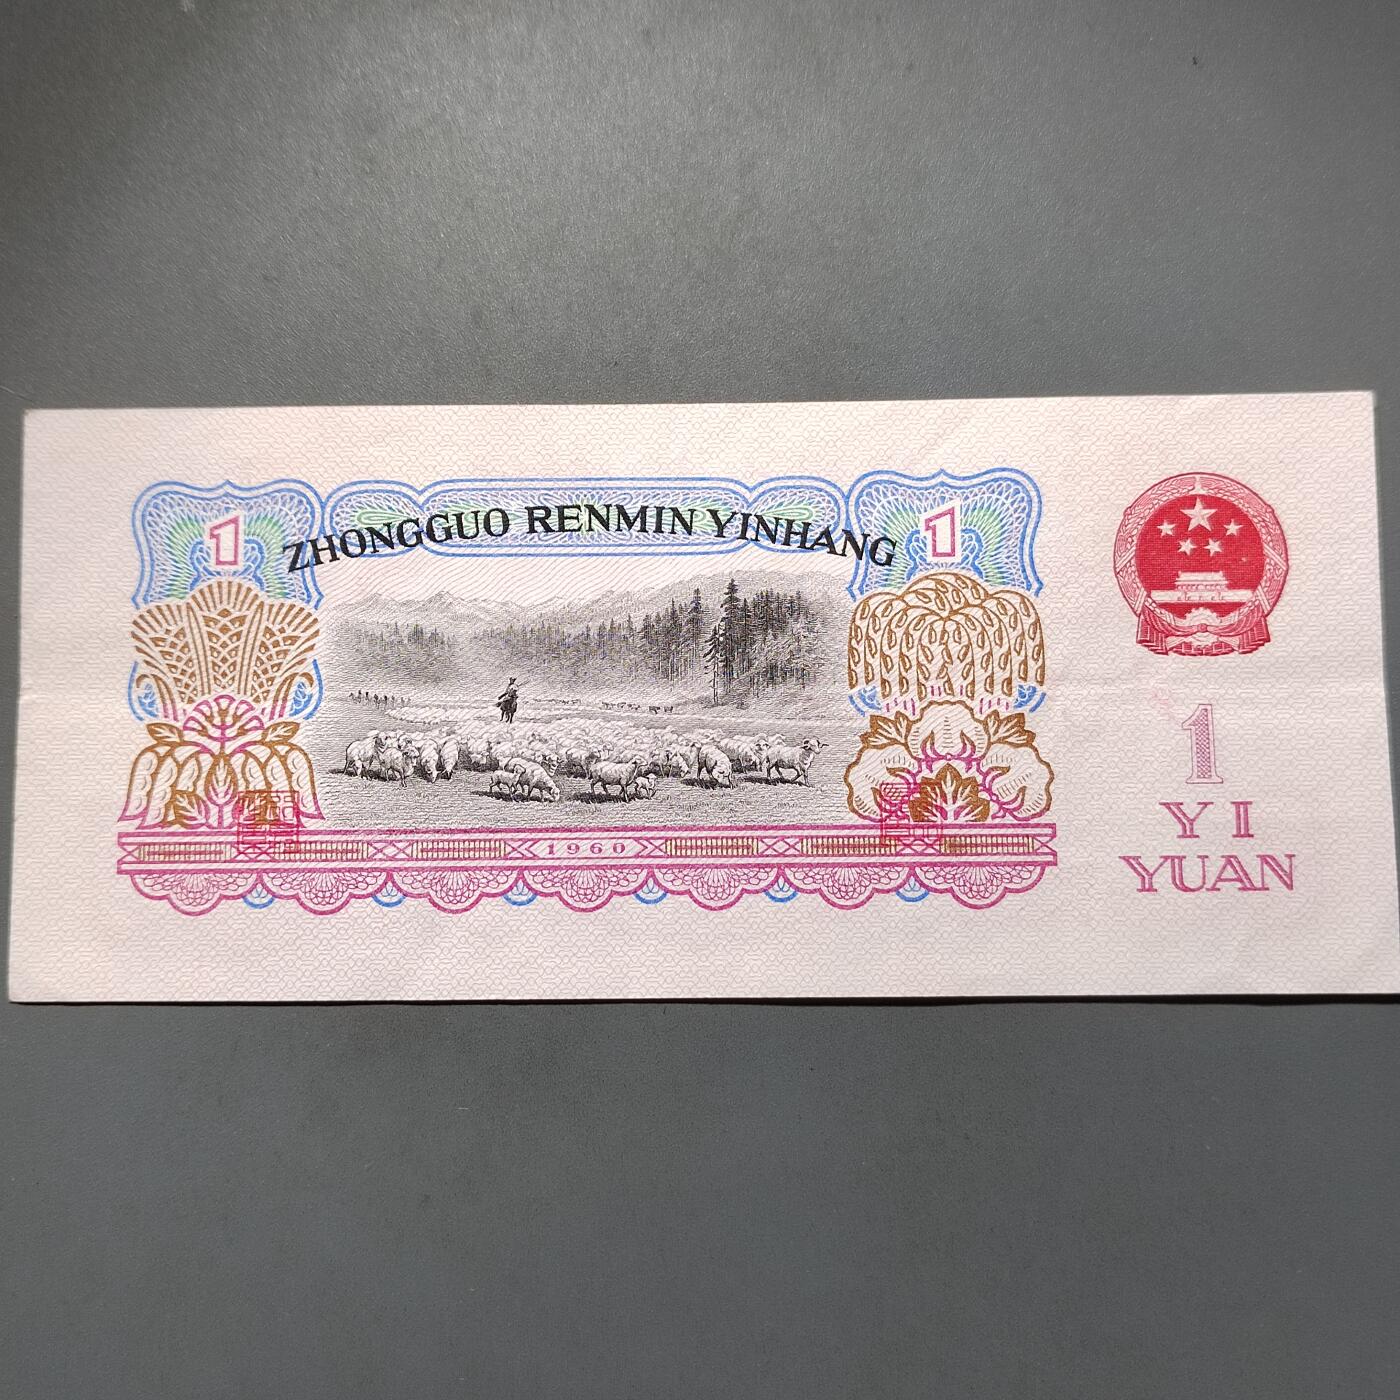 1 1
ZHONGGUO RENMIN YINHANG
1960
1
YI
YUAN